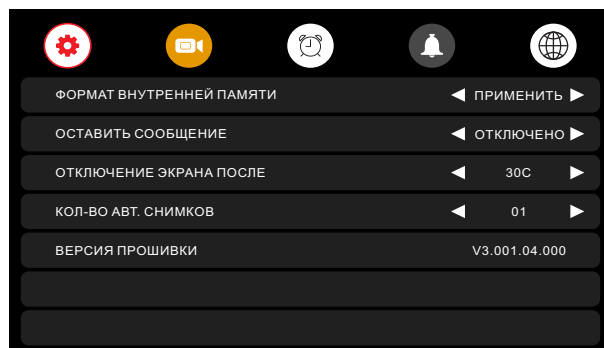 ФОРМАТ ВНУТРЕННЕЙ ПАМЯТИ ПРИМЕНИТЬ
ОСТАВИТЬ СООБЩЕНИЕ ОТКЛЮЧЕНО
ОТКЛЮЧЕНИЕ ЭКРАНА ПОСЛЕ 30С
КОЛ-ВО АВТ. СНИМКОВ 01
ВЕРСИЯ ПРОШИВКИ V3.001.04.000